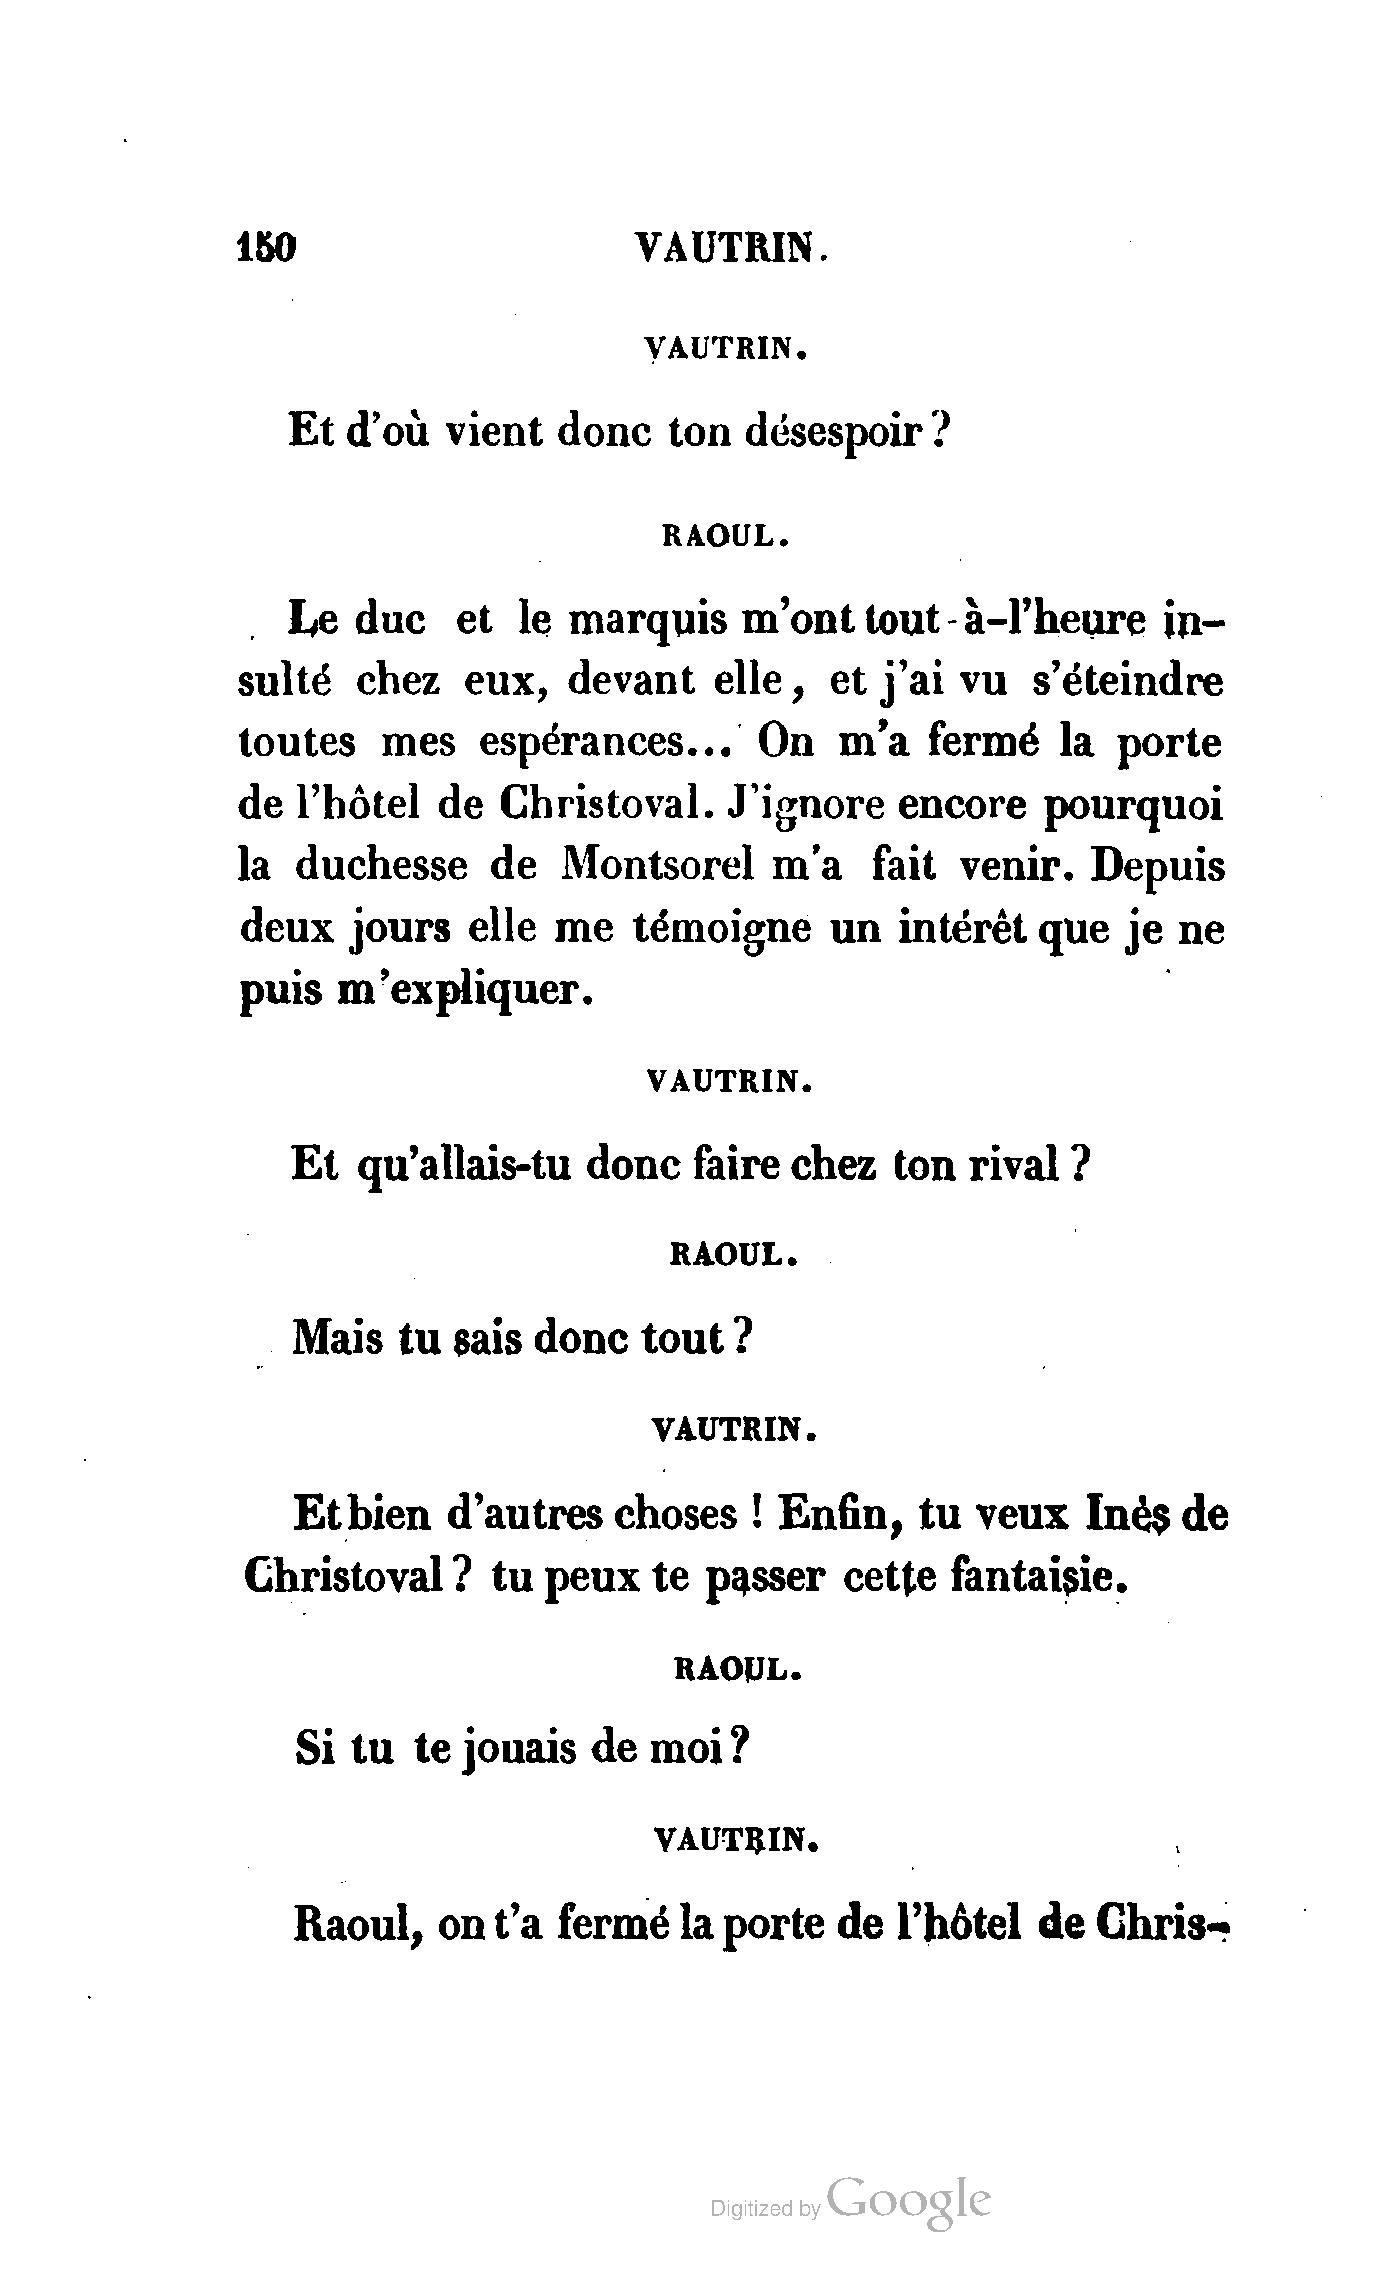 150 VAUTRIN.
VAUTRIN.
Et d'où vient donc ton désespoir ?
RAOUL.
Le duc et le marquis m'ont tout-à-l'heure in-
sulté chez eux, devant elle, et j'ai vu s'éteindre
toutes mes espérances... On m'a fermé la porte
de l'hôtel de Christoval. J'ignore encore pourquoi
la duchesse de Montsorel m'a fait venir. Depuis
deux jours elle me témoigne un intérêt que je ne
puis m'expliquer.
VAUTRIN.
Et qu'allais-tu donc faire chez ton rival ?
RAOUL.
Mais tu sais donc tout ?
VAUTRIN.
Et bien d'autres choses ! Enfin, tu veux Inès de
Christoval ? tu peux te passer cette fantaisie.
RAOUL.
Si tu te jouais de moi ?
VAUTRIN.
Raoul, on t'a fermé la porte de l'hôtel de Chris-
Digitized by Google